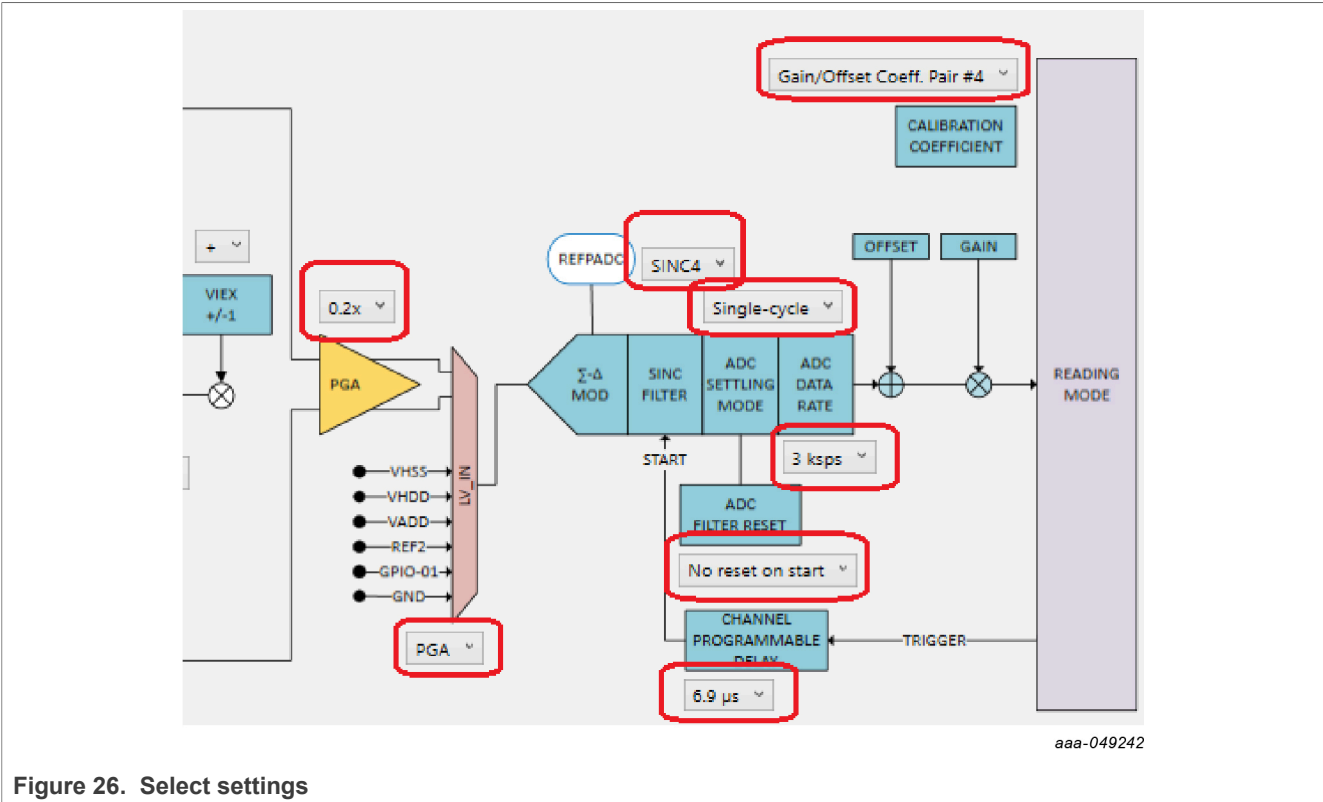 Gain/Offset Coeff. Pair #4
CALIBRATION
COEFFICIENT
+
REFPADC
SINC4
OFFSET
GAIN
VIEX
+/-1
0.2x
Single-cycle
PGA
Σ-Δ
MOD
SINC
FILTER
ADC
SETTLING
MODE
ADC
DATA
RATE
READING
MODE
START
3 ksps
VHSS
VHDD
VADD
REF2
GPIO-01
GND
LV_IN
ADC
FILTER RESET
No reset on start
PGA
CHANNEL
PROGRAMMABLE
DELAY
TRIGGER
6.9 µs
aaa-049242
Figure 26. Select settings